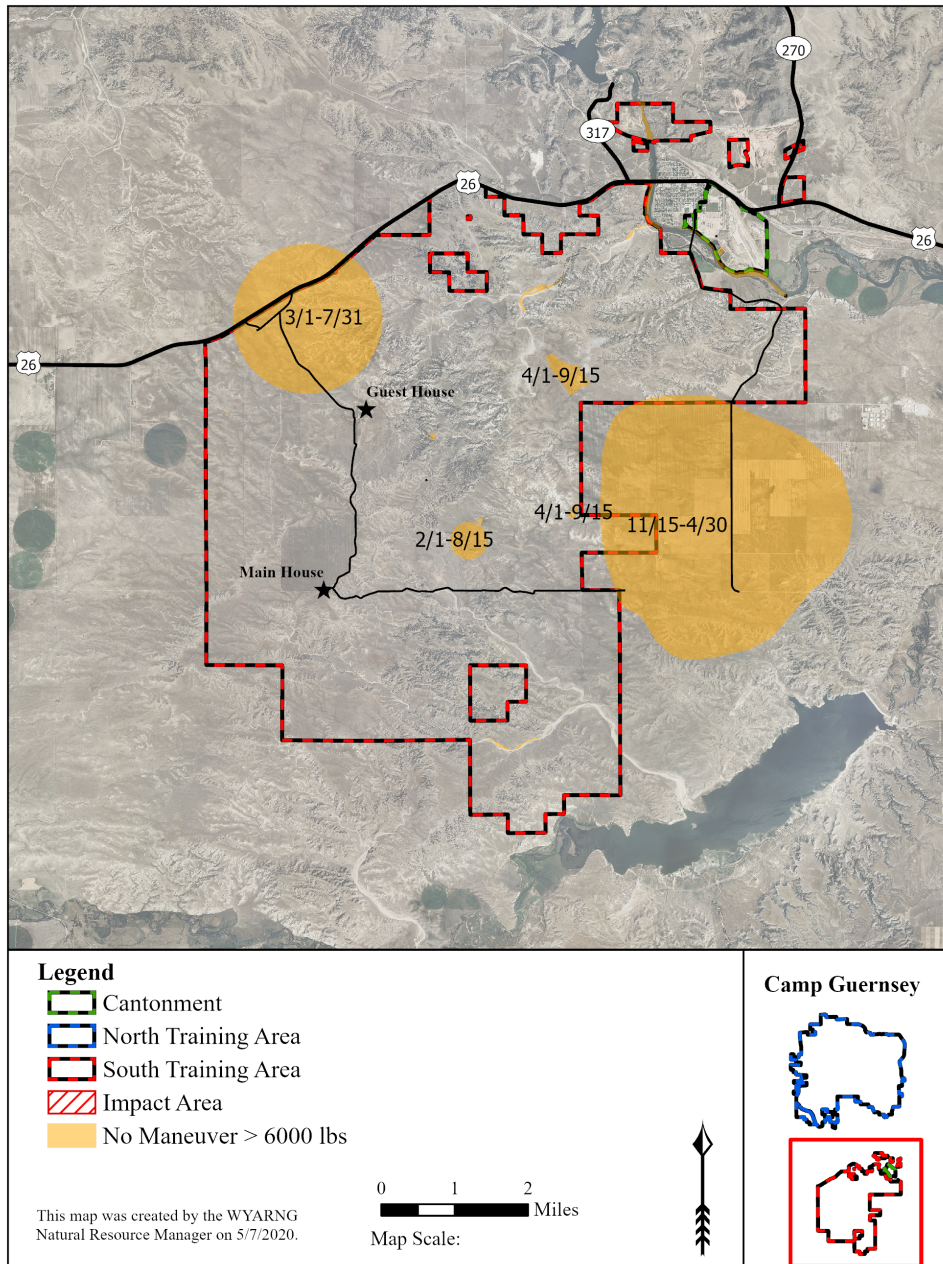 270
317
26
26
3/1-7/31
26
4/1-9/15
Guest House
4/1-9/15
11/15-4/30
2/1-8/15
Main House
Legend
Cantonment
North Training Area
South Training Area
Impact Area
No Maneuver > 6000 lbs
This map was created by the WYARNG
Natural Resource Manager on 5/7/2020.
0 1 2
Miles
Map Scale:
Camp Guernsey